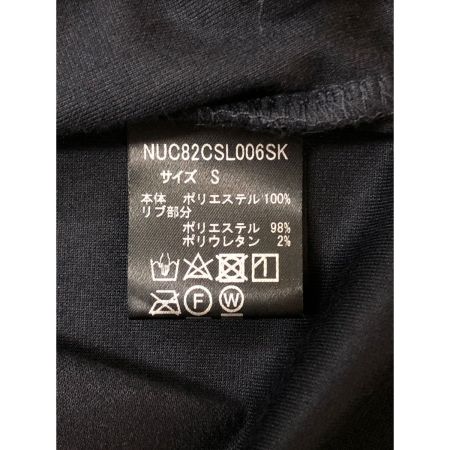 NUC82CSL006SK
サイズ S
本体 ポリエステル 100%
リブ部分
ポリエステル 98%
ポリウレタン 2%
F W